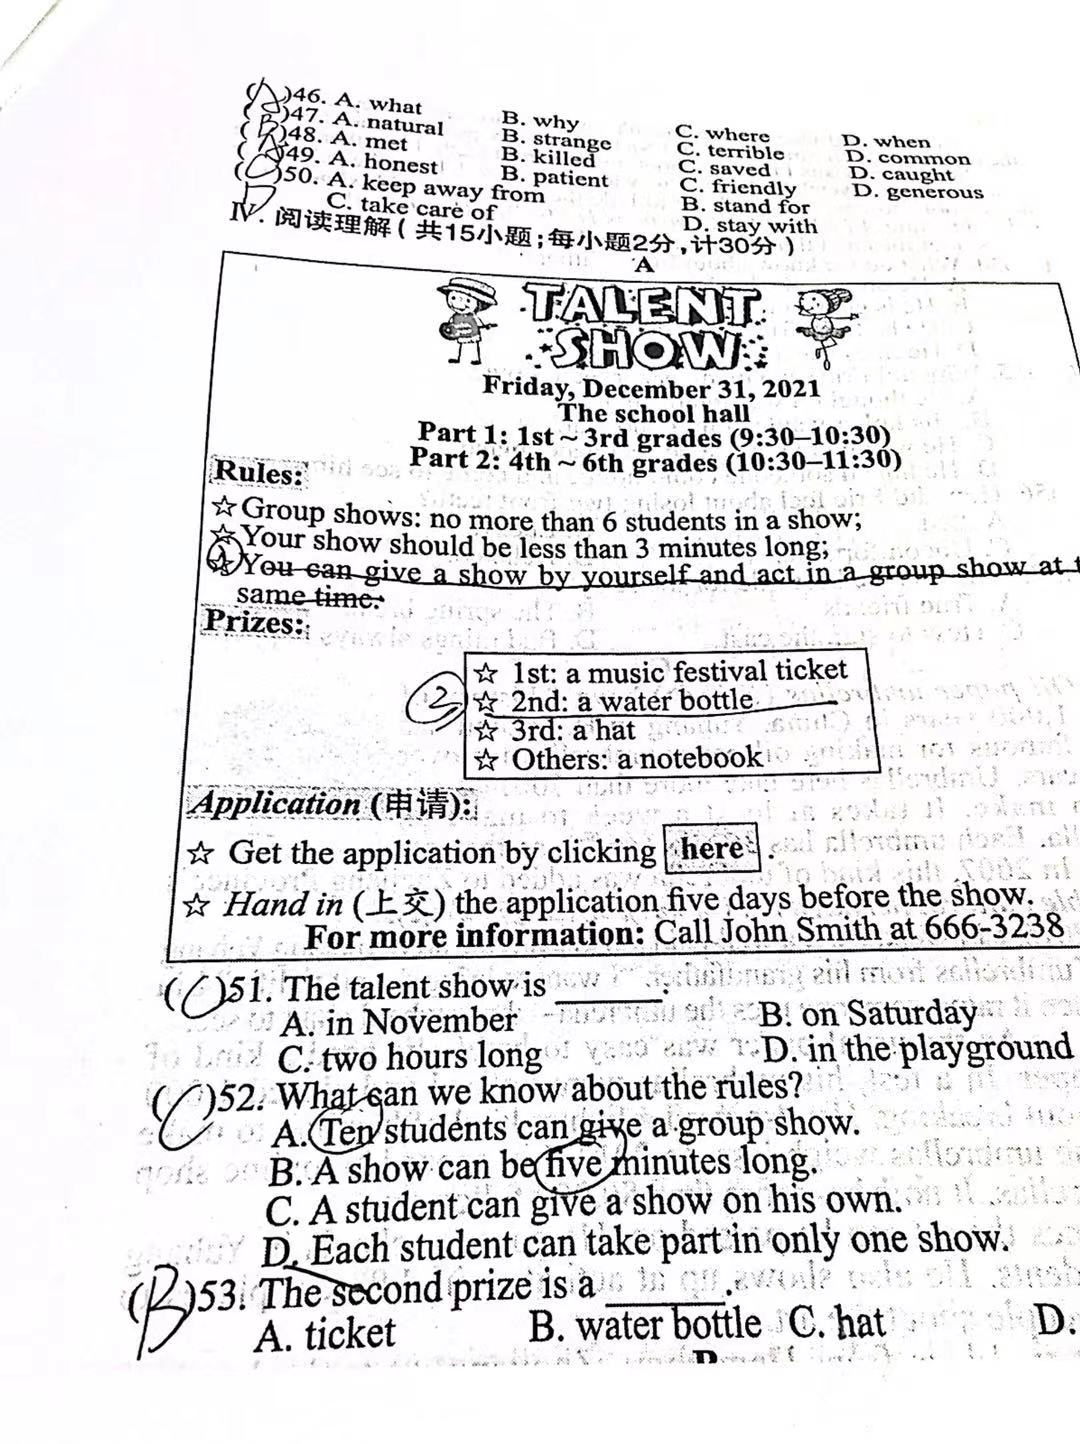 (A)46. A. what B. why C. where D. when
(B)47. A. natural B. strange C. terrible D. common
(A)48. A. met B. killed C. saved D. caught
(C)49. A. honest B. patient C. friendly D. generous
(D)50. A. keep away from B. stand for
C. take care of D. stay with
Ⅳ. 阅读理解(共15小题;每小题2分,计30分)
A
TALENT
SHOW
Friday, December 31, 2021
The school hall
Part 1: 1st ~ 3rd grades (9:30–10:30)
Part 2: 4th ~ 6th grades (10:30–11:30)
Rules:
☆ Group shows: no more than 6 students in a show;
☆ Your show should be less than 3 minutes long;
☆ You can give a show by yourself and act in a group show at
same time.
Prizes:
☆ 1st: a music festival ticket
② ☆ 2nd: a water bottle
☆ 3rd: a hat
☆ Others: a notebook
Application (申请):
☆ Get the application by clicking here.
☆ Hand in (上交) the application five days before the show.
For more information: Call John Smith at 666-3238
(C)51. The talent show is ______.
A. in November B. on Saturday
C. two hours long D. in the playground
(C)52. What can we know about the rules?
A. Ten students can give a group show.
B. A show can be five minutes long.
C. A student can give a show on his own.
D. Each student can take part in only one show.
(B)53. The second prize is a ______.
A. ticket B. water bottle C. hat D.